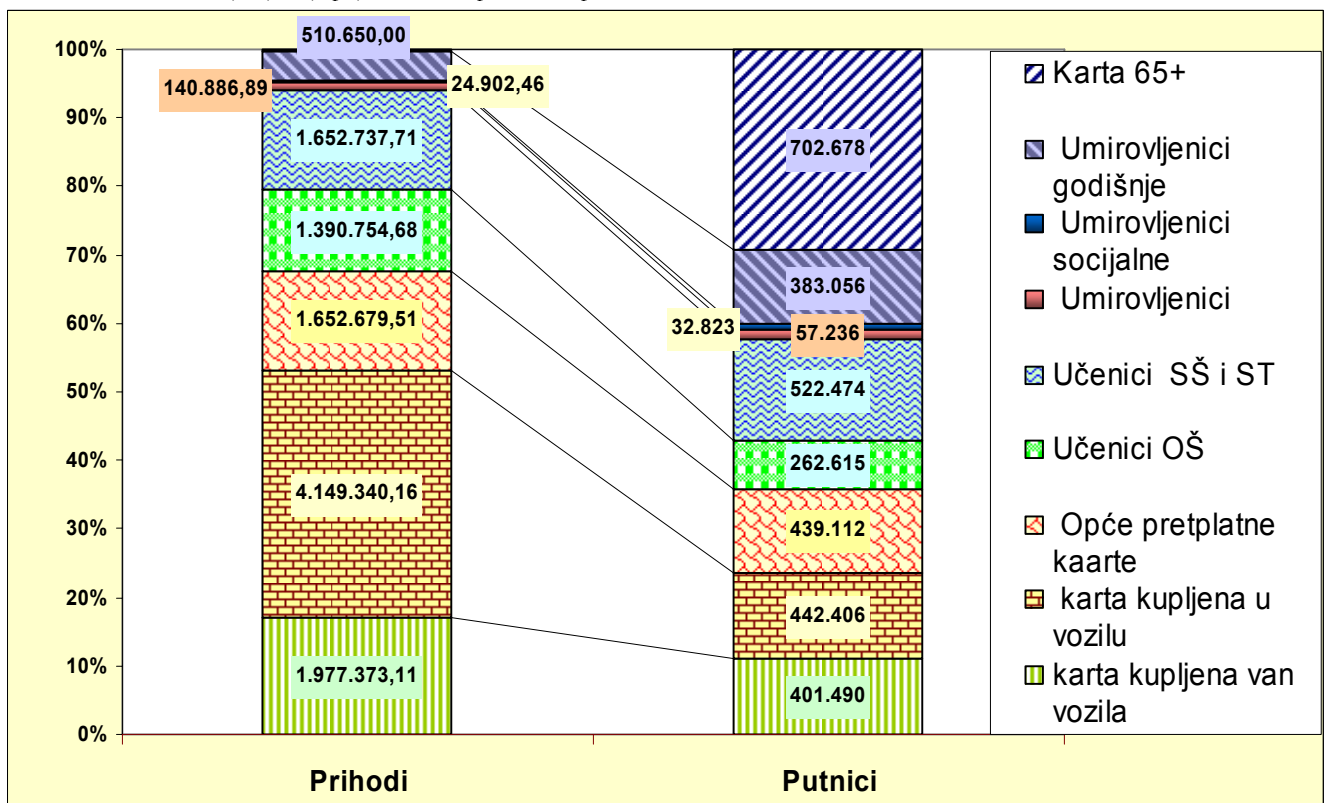 100%
90%
80%
70%
60%
50%
40%
30%
20%
10%
0%
510.650,00
140.886,89
24.902,46
1.652.737,71
1.390.754,68
1.652.679,51
4.149.340,16
1.977.373,11
702.678
383.056
32.823
57.236
522.474
262.615
439.112
442.406
401.490
Prihodi
Putnici
Karta 65+
Umirovljenici
godišnje
Umirovljenici
socijalne
Umirovljenici
Učenici SŠ i ST
Učenici OŠ
Opće pretplatne
kaarte
karta kupljena u
vozilu
karta kupljena van
vozila